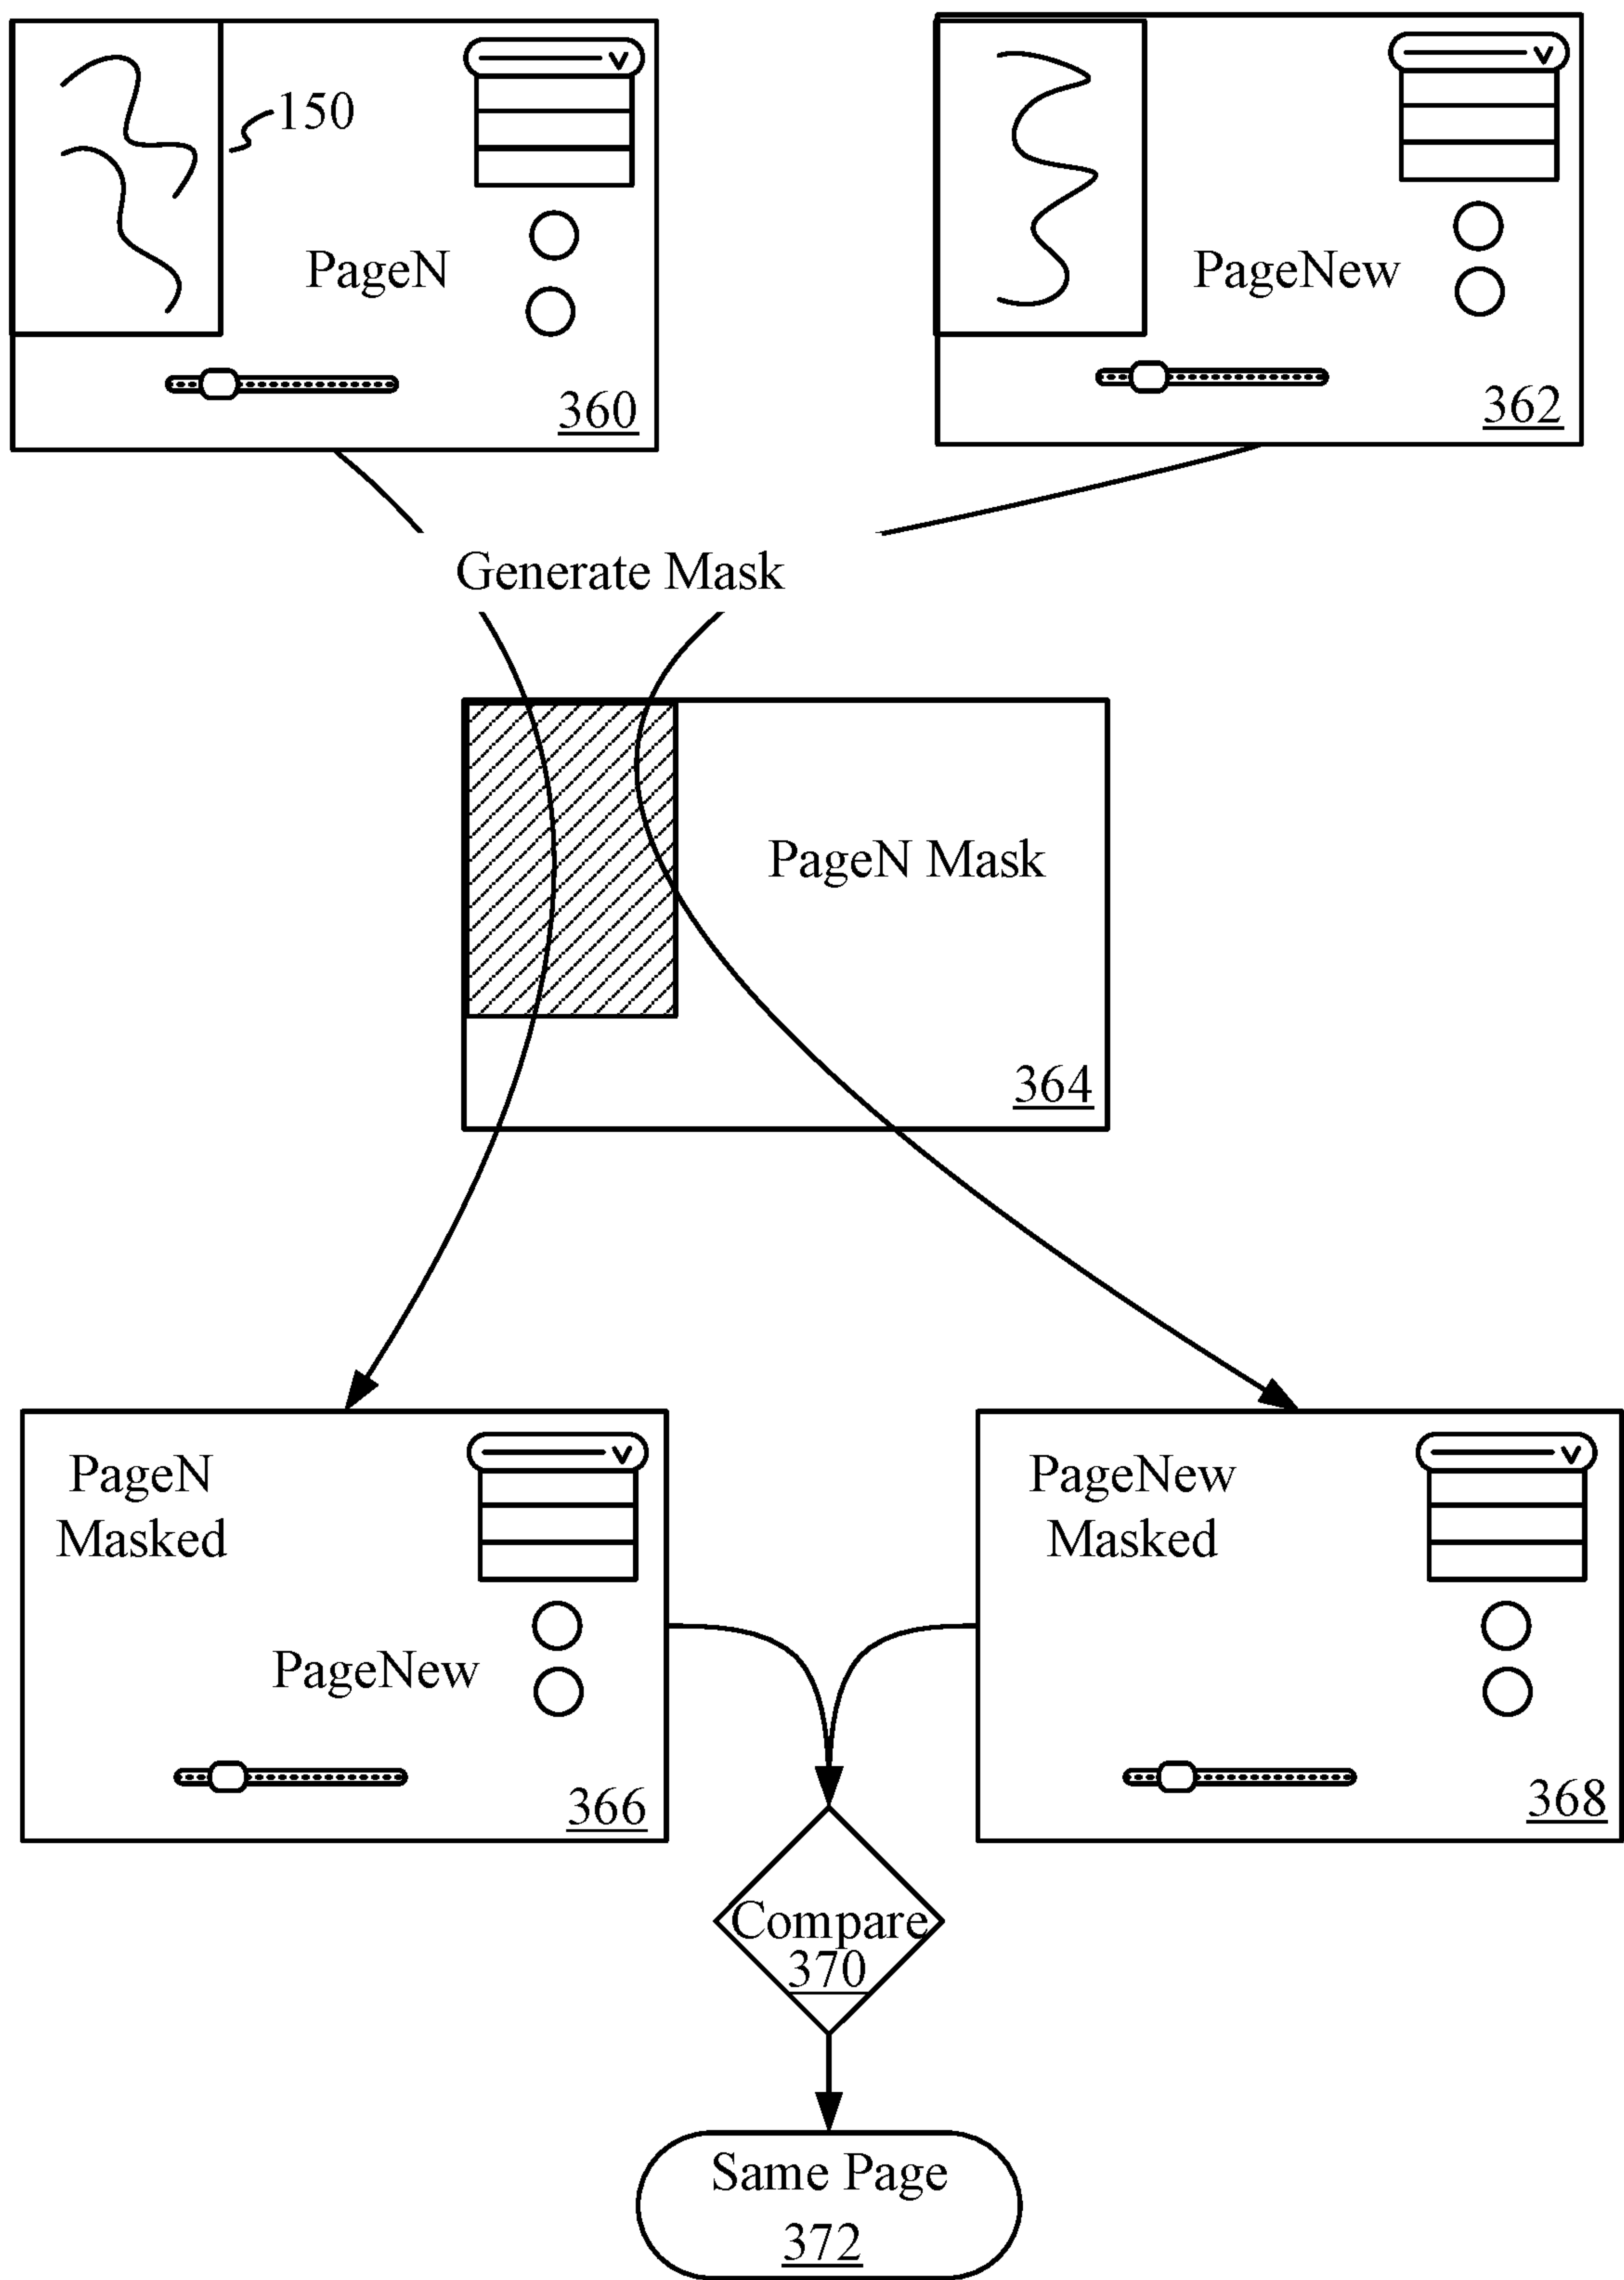 150
PageN
360
PageNew
362
Generate Mask
PageN Mask
364
PageN
Masked
PageNew
366
PageNew
Masked
368
Compare
370
Same Page
372